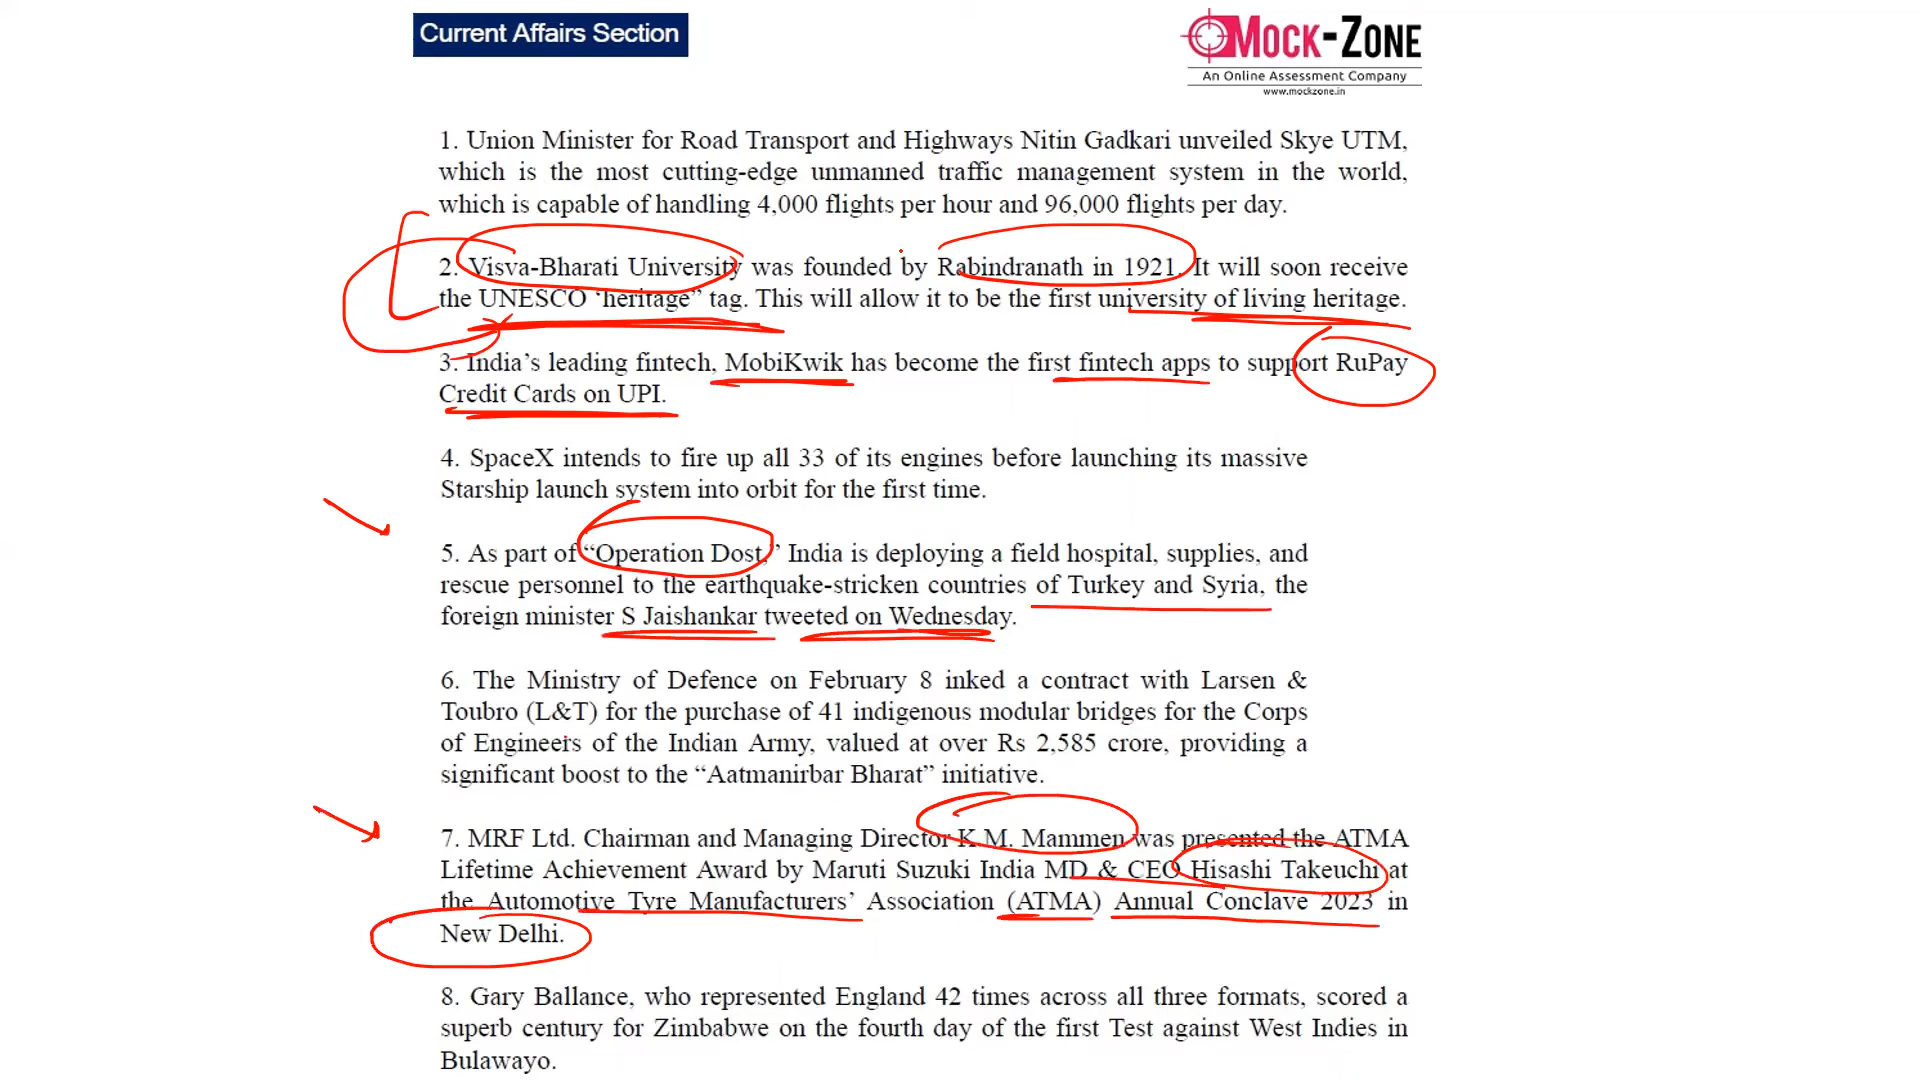 Current Affairs Section
MOCK-ZONE
An Online Assessment Company
www.mockzone.in
1. Union Minister for Road Transport and Highways Nitin Gadkari unveiled Skye UTM,
which is the most cutting-edge unmanned traffic management system in the world,
which is capable of handling 4,000 flights per hour and 96,000 flights per day.
2. Visva-Bharati University was founded by Rabindranath in 1921. It will soon receive
the UNESCO ‘heritage” tag. This will allow it to be the first university of living heritage.
3. India’s leading fintech, MobiKwik has become the first fintech apps to support RuPay
Credit Cards on UPI.
4. SpaceX intends to fire up all 33 of its engines before launching its massive
Starship launch system into orbit for the first time.
5. As part of “Operation Dost,” India is deploying a field hospital, supplies, and
rescue personnel to the earthquake-stricken countries of Turkey and Syria, the
foreign minister S Jaishankar tweeted on Wednesday.
6. The Ministry of Defence on February 8 inked a contract with Larsen &
Toubro (L&T) for the purchase of 41 indigenous modular bridges for the Corps
of Engineers of the Indian Army, valued at over Rs 2,585 crore, providing a
significant boost to the “Aatmanirbar Bharat” initiative.
7. MRF Ltd. Chairman and Managing Director K.M. Mammen was presented the ATMA
Lifetime Achievement Award by Maruti Suzuki India MD & CEO Hisashi Takeuchi at
the Automotive Tyre Manufacturers’ Association (ATMA) Annual Conclave 2023 in
New Delhi.
8. Gary Ballance, who represented England 42 times across all three formats, scored a
superb century for Zimbabwe on the fourth day of the first Test against West Indies in
Bulawayo.